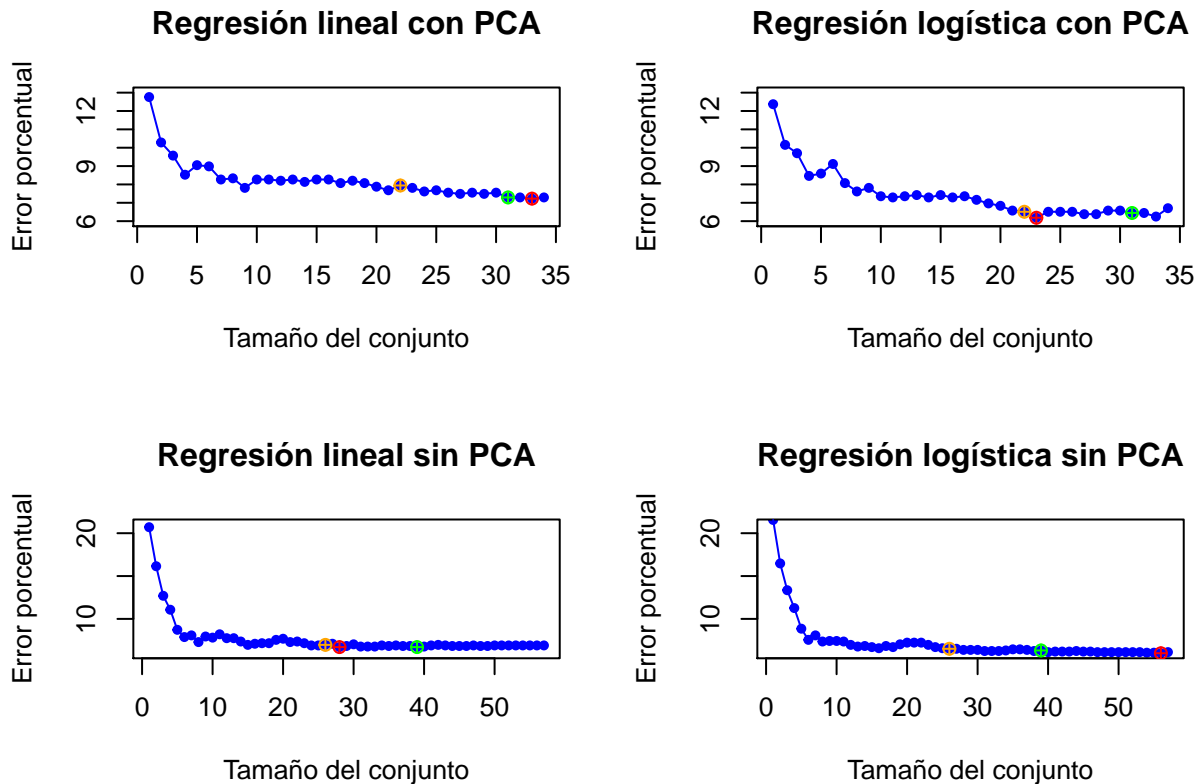 Regresión lineal con PCA
Error porcentual
6 9 12
0 5 10 15 20 25 30 35
Tamaño del conjunto
Regresión logística con PCA
Error porcentual
6 9 12
0 5 10 15 20 25 30 35
Tamaño del conjunto
Regresión lineal sin PCA
Error porcentual
10 20
0 10 20 30 40 50
Tamaño del conjunto
Regresión logística sin PCA
Error porcentual
10 20
0 10 20 30 40 50
Tamaño del conjunto